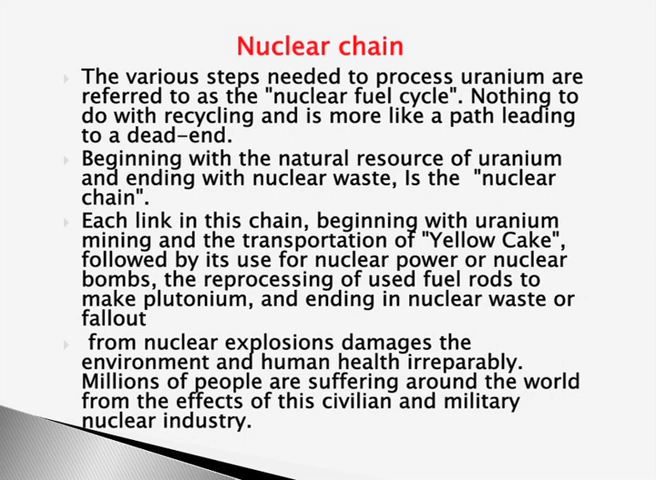 Nuclear chain
The various steps needed to process uranium are
referred to as the "nuclear fuel cycle". Nothing to
do with recycling and is more like a path leading
to a dead-end.
Beginning with the natural resource of uranium
and ending with nuclear waste, Is the "nuclear
chain".
Each link in this chain, beginning with uranium
mining and the transportation of "Yellow Cake",
followed by its use for nuclear power or nuclear
bombs, the reprocessing of used fuel rods to
make plutonium, and ending in nuclear waste or
fallout
from nuclear explosions damages the
environment and human health irreparably.
Millions of people are suffering around the world
from the effects of this civilian and military
nuclear industry.